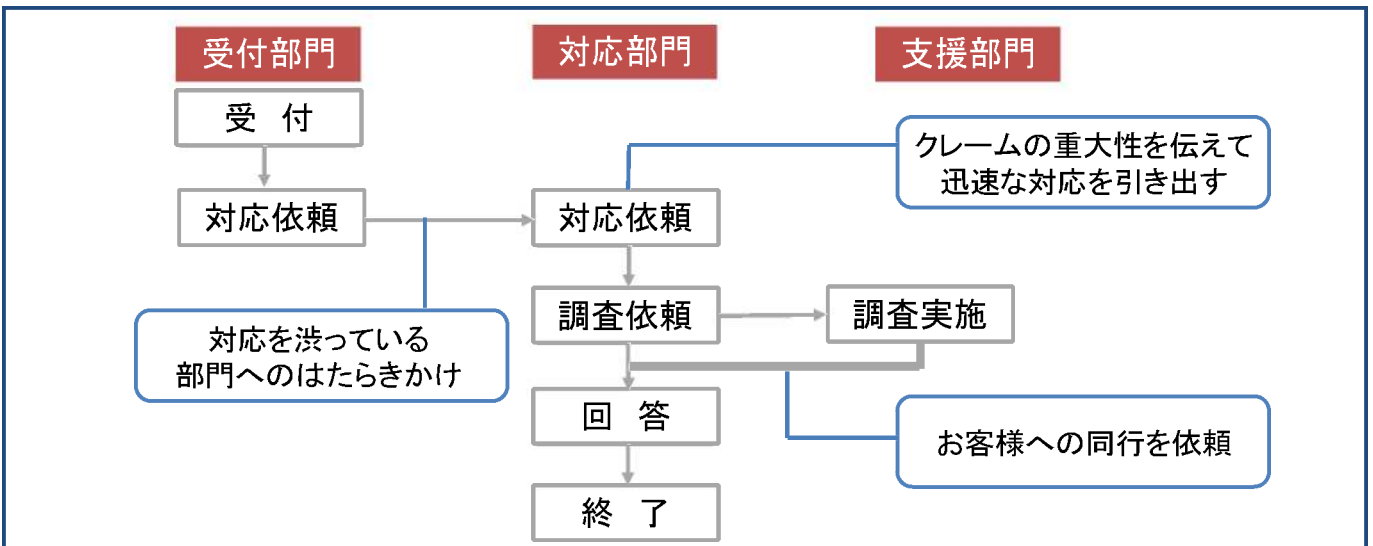 受付部門
対応部門
支援部門
受 付
クレームの重大性を伝えて
迅速な対応を引き出す
対応依頼
対応依頼
調査依頼
調査実施
対応を渋っている
部門へのはたらきかけ
回 答
お客様への同行を依頼
終 了